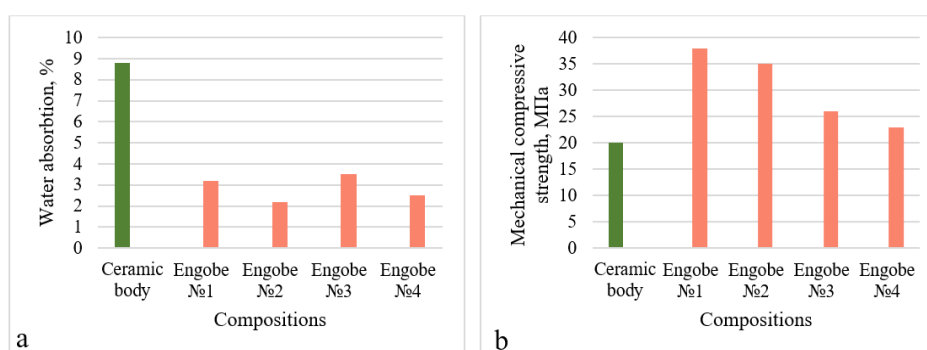 Water absorbtion, %
10
9
8
7
6
5
4
3
2
1
0
Ceramic body
Engobe №1
Engobe №2
Engobe №3
Engobe №4
Compositions
a
Mechanical compressive
strength, МПа
40
35
30
25
20
15
10
5
0
Ceramic body
Engobe №1
Engobe №2
Engobe №3
Engobe №4
Compositions
b